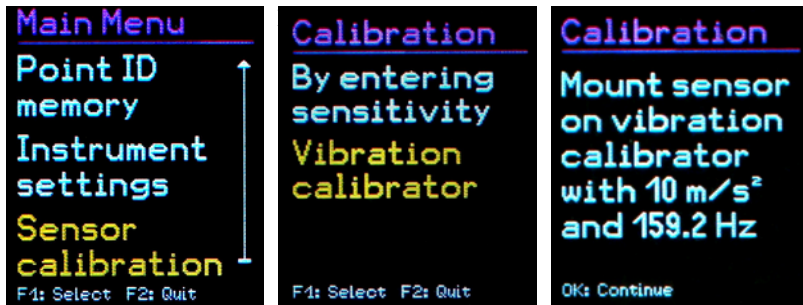 Main Menu
Point ID
memory
Instrument
settings
Sensor
calibration
F1: Select F2: Quit
Calibration
By entering
sensitivity
Vibration
calibrator
F1: Select F2: Quit
Calibration
Mount sensor
on vibration
calibrator
with 10 m/s²
and 159.2 Hz
OK: Continue